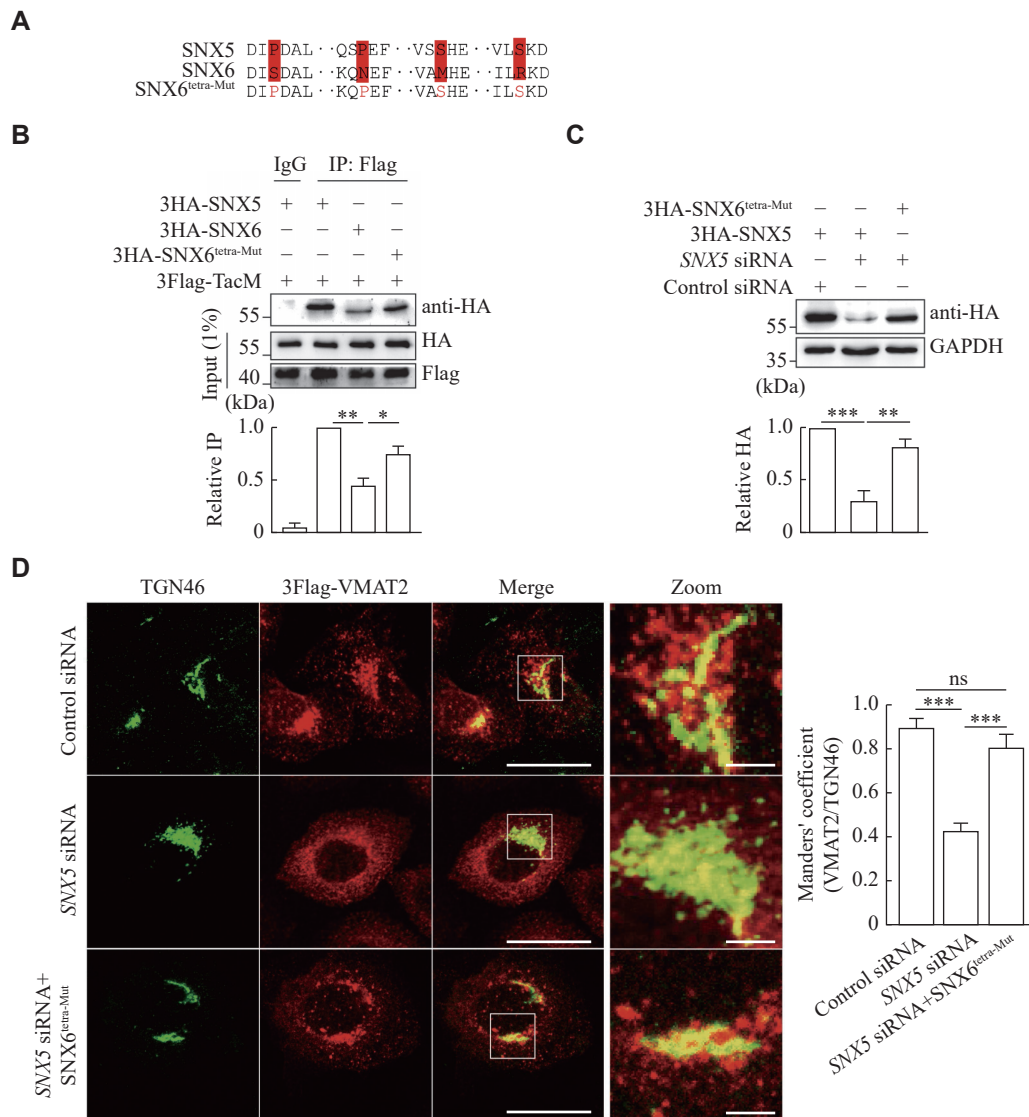 A
SNX5 DIPDAL··QSPEF··VSSHE··VLSKD
SNX6 DISDAL··KQNEF··VAMHE··ILRKD
SNX6tetra-Mut DIPDAL··KQPEF··VASHE··ILSKD
B
IgG IP: Flag
3HA-SNX5 + + − −
3HA-SNX6 − − + −
3HA-SNX6tetra-Mut − − − +
3Flag-TacM + + + +
55 anti-HA
Input (1%)
55 HA
40 Flag
(kDa)
** *
Relative IP
1.0
0.5
0
C
3HA-SNX6tetra-Mut − − +
3HA-SNX5 + + −
SNX5 siRNA − + +
Control siRNA + − −
55 anti-HA
35 GAPDH
(kDa)
*** **
Relative HA
1.0
0.5
0
D
TGN46 3Flag-VMAT2 Merge Zoom
Control siRNA
SNX5 siRNA
SNX5 siRNA+
SNX6tetra-Mut
ns
*** ***
Manders' coefficient
(VMAT2/TGN46)
1.0
0.8
0.6
0.4
0.2
0
Control siRNA
SNX5 siRNA
SNX5 siRNA+SNX6tetra-Mut